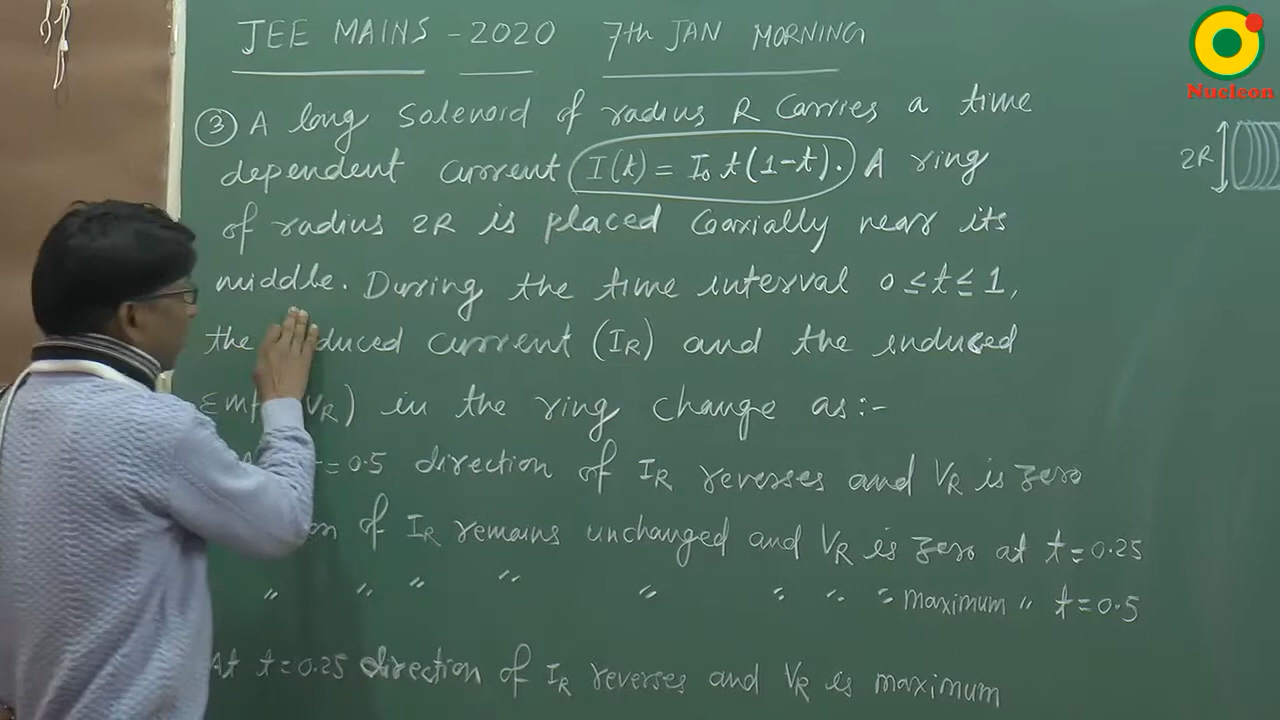 JEE MAINS - 2020 7th JAN MORNING
Nucleon
③ A long solenoid of radius R carries a time
2R
dependent current I(t) = I₀ t(1-t). A ring
of radius 2R is placed coaxially near its
middle. During the time interval 0 ≤ t ≤ 1,
the duced current (IR) and the induced
Emf VR) in the ring change as:-
= 0.5 direction of IR reverses and VR is zero
on of IR remains unchanged and VR is zero at t = 0.25
" " " " " " " " maximum " t = 0.5
At t = 0.25 direction of IR reverses and VR is maximum